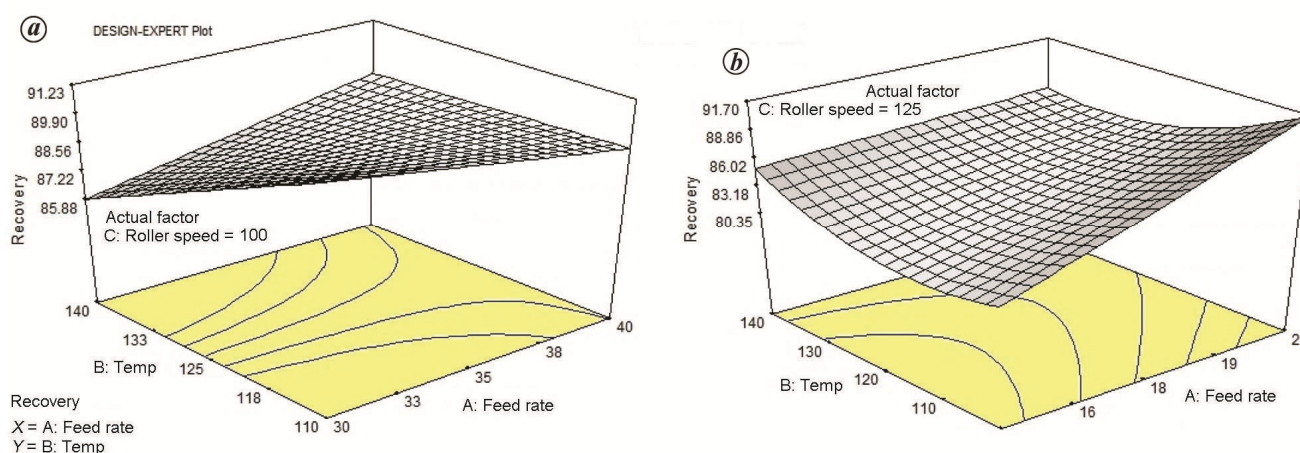 a
DESIGN-EXPERT Plot
91.23
89.90
88.56
87.22
85.88
Recovery
Actual factor
C: Roller speed = 100
140
133
125
118
110
B: Temp
30
33
35
38
40
A: Feed rate
Recovery
X = A: Feed rate
Y = B: Temp
b
Actual factor
C: Roller speed = 125
91.70
88.86
86.02
83.18
80.35
Recovery
140
130
120
110
B: Temp
16
18
19
A: Feed rate